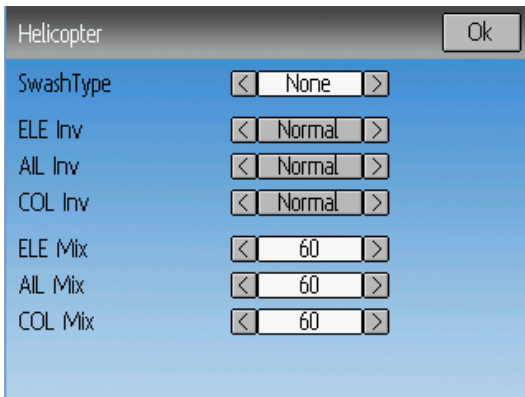 Helicopter Ok
SwashType < None >
ELE Inv < Normal >
AIL Inv < Normal >
COL Inv < Normal >
ELE Mix < 60 >
AIL Mix < 60 >
COL Mix < 60 >